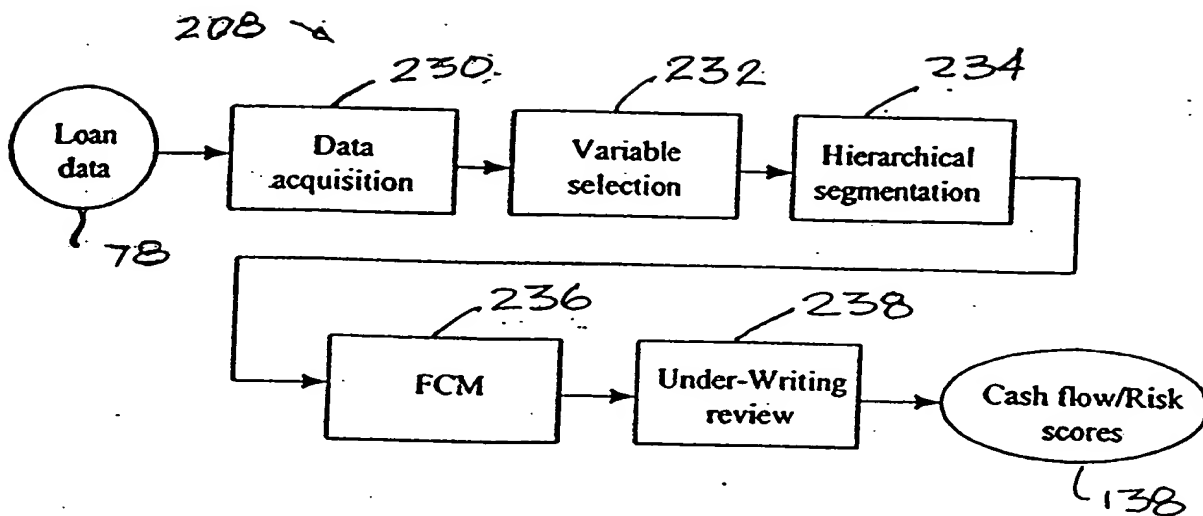 208
230
232
234
Loan
data
Data
acquisition
Variable
selection
Hierarchical
segmentation
78
236
238
FCM
Under-Writing
review
Cash flow/Risk
scores
138